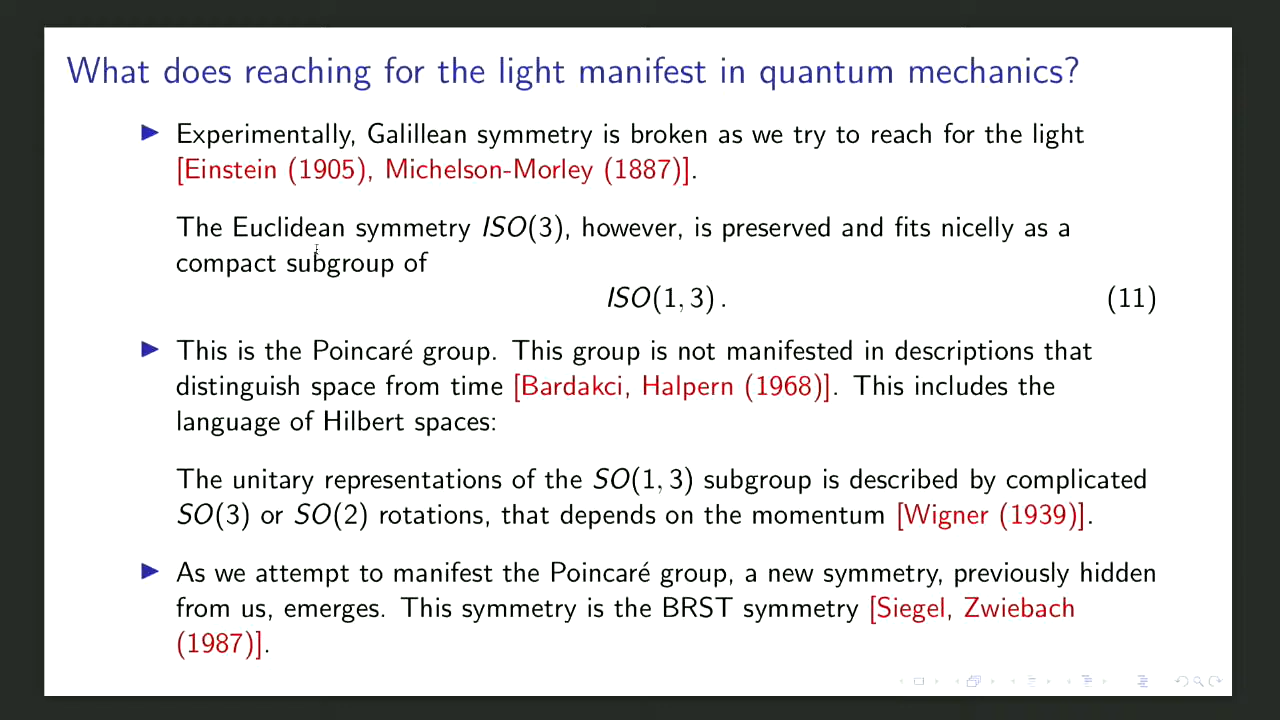 What does reaching for the light manifest in quantum mechanics?
Experimentally, Galillean symmetry is broken as we try to reach for the light
[Einstein (1905), Michelson-Morley (1887)].
The Euclidean symmetry ISO(3), however, is preserved and fits nicelly as a
compact subgroup of
ISO(1, 3) . (11)
This is the Poincaré group. This group is not manifested in descriptions that
distinguish space from time [Bardakci, Halpern (1968)]. This includes the
language of Hilbert spaces:
The unitary representations of the SO(1, 3) subgroup is described by complicated
SO(3) or SO(2) rotations, that depends on the momentum [Wigner (1939)].
As we attempt to manifest the Poincaré group, a new symmetry, previously hidden
from us, emerges. This symmetry is the BRST symmetry [Siegel, Zwiebach
(1987)].